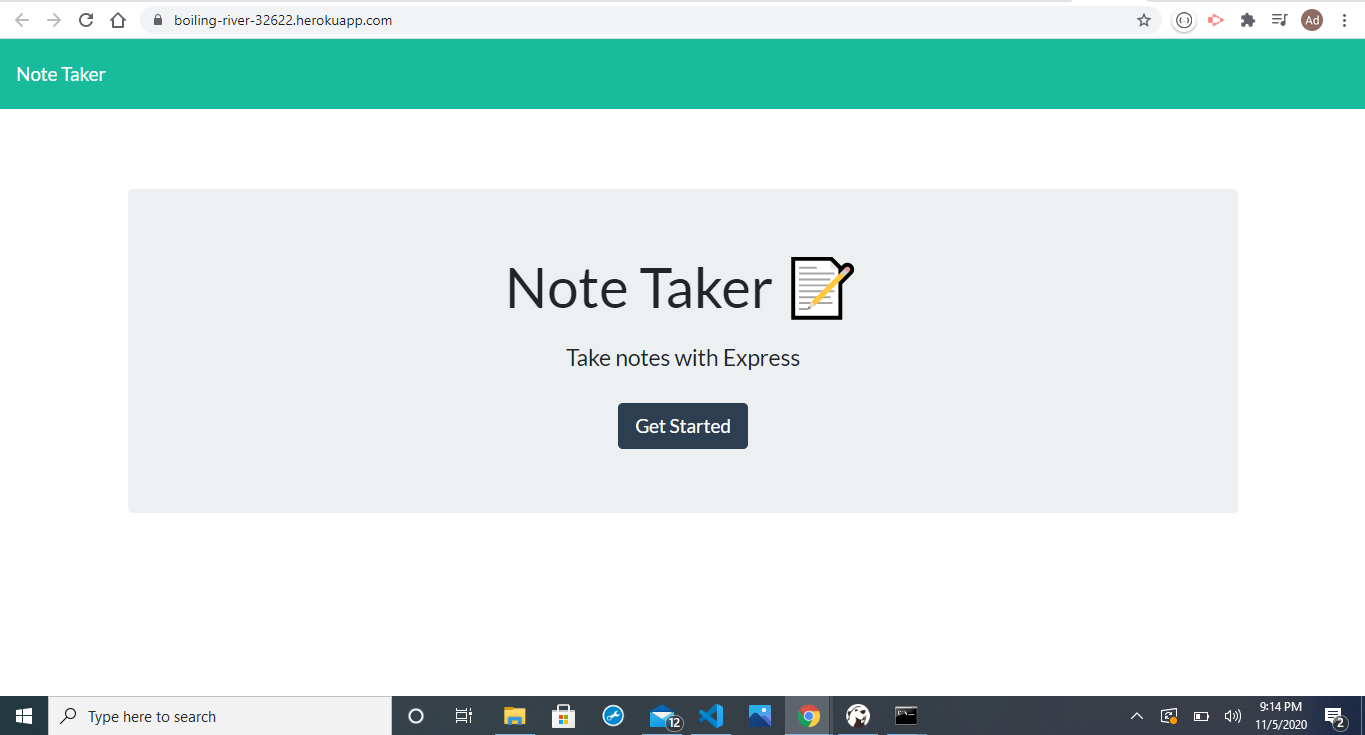 boiling-river-32622.herokuapp.com
Ad
Note Taker
Note Taker
Take notes with Express
Get Started
Type here to search
12
9:14 PM
11/5/2020
2